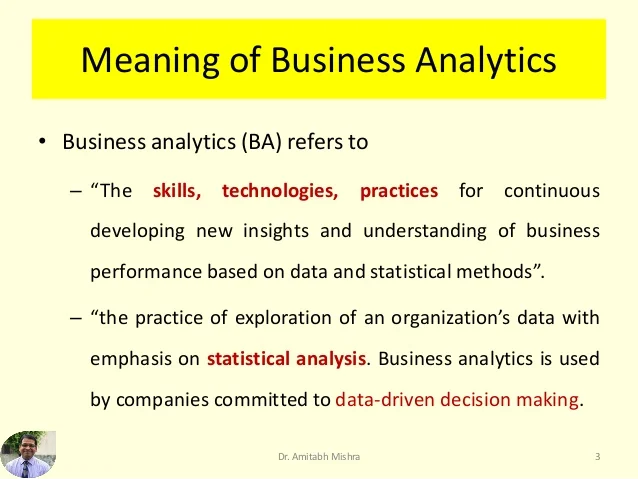 Meaning of Business Analytics
• Business analytics (BA) refers to
– “The skills, technologies, practices for continuous
developing new insights and understanding of business
performance based on data and statistical methods”.
– “the practice of exploration of an organization’s data with
emphasis on statistical analysis. Business analytics is used
by companies committed to data-driven decision making.
Dr. Amitabh Mishra
3